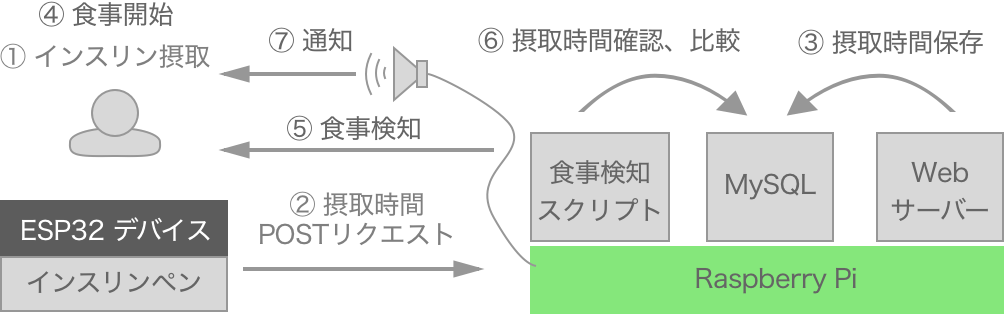 ④ 食事開始
① インスリン摂取
⑦ 通知
⑥ 摂取時間確認、比較
③ 摂取時間保存
⑤ 食事検知
食事検知
スクリプト
MySQL
Web
サーバー
② 摂取時間
POSTリクエスト
ESP32 デバイス
インスリンペン
Raspberry Pi